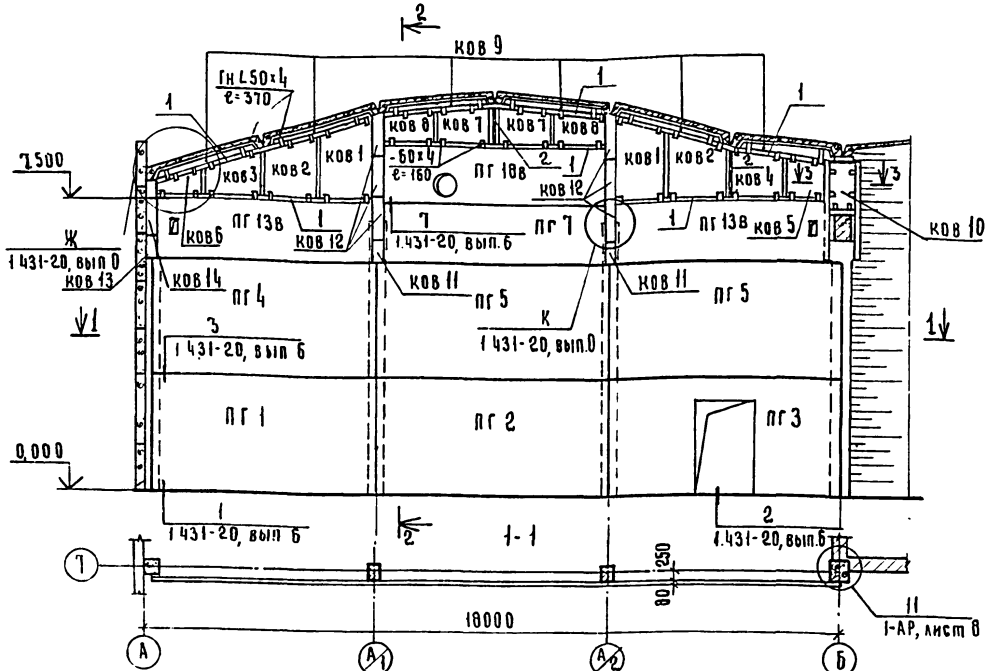 2
КОВ 9
ГН L50×4
ℓ=370
1
1
1
КОВ 8
КОВ 7
КОВ 7
КОВ 8
КОВ 3
КОВ 2
КОВ 1
-60×4
ℓ=160
ПГ 18В
2
1
КОВ 12
КОВ 1
КОВ 2
2
КОВ 4
3
3
7.500
КОВ 6
ПГ 13В
1
КОВ 12
7
1.431-20, вып. 6
ПГ 7
1
ПГ 13В
КОВ 5
КОВ 10
Ж
1 431-20, вып 0
КОВ 13
КОВ 14
ПГ 4
КОВ 11
ПГ 5
КОВ 11
ПГ 5
К
1 431-20, вып.0
1
1
3
1 431-20, вып 6
ПГ 1
ПГ 2
ПГ 3
0,000
1
1 431-20, вып 6
2
1-1
2
1.431-20, вып.6
7
250
80
18000
11
1-АР, лист 8
А
А/1
А/2
Б